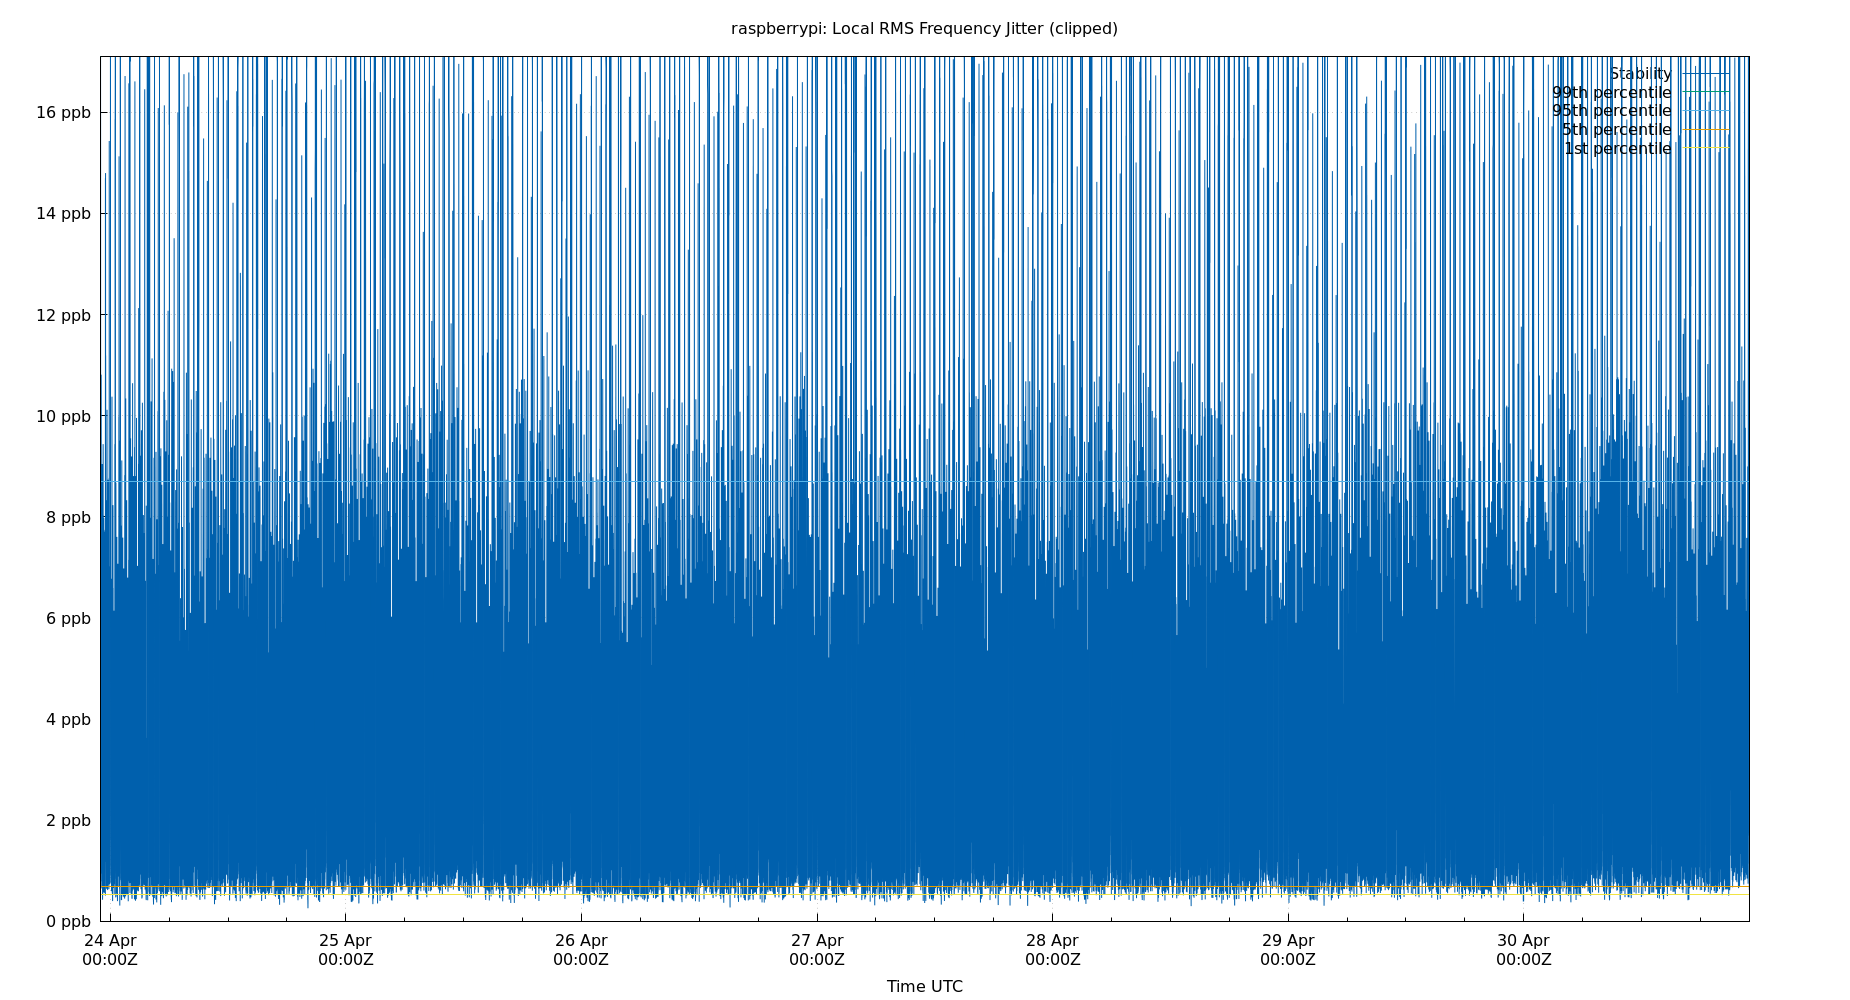 raspberrypi: Local RMS Frequency Jitter (clipped)
Stability
99th percentile
95th percentile
5th percentile
1st percentile
16 ppb
14 ppb
12 ppb
10 ppb
8 ppb
6 ppb
4 ppb
2 ppb
0 ppb
24 Apr 25 Apr 26 Apr 27 Apr 28 Apr 29 Apr 30 Apr
00:00Z 00:00Z 00:00Z 00:00Z 00:00Z 00:00Z 00:00Z
Time UTC